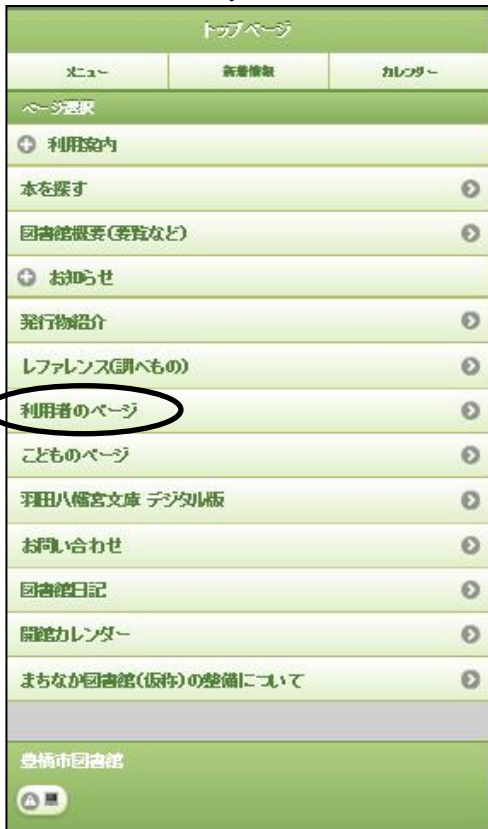 トップページ
メニュー 新着情報 カレンダー
ページ選択
利用案内
本を探す
図書館概要(要覧など)
お知らせ
発行物紹介
レファレンス(調べもの)
利用者のページ
こどものページ
羽田八幡宮文庫 デジタル版
お問い合わせ
図書館日記
開館カレンダー
まちなか図書館(仮称)の整備について
豊橋市図書館